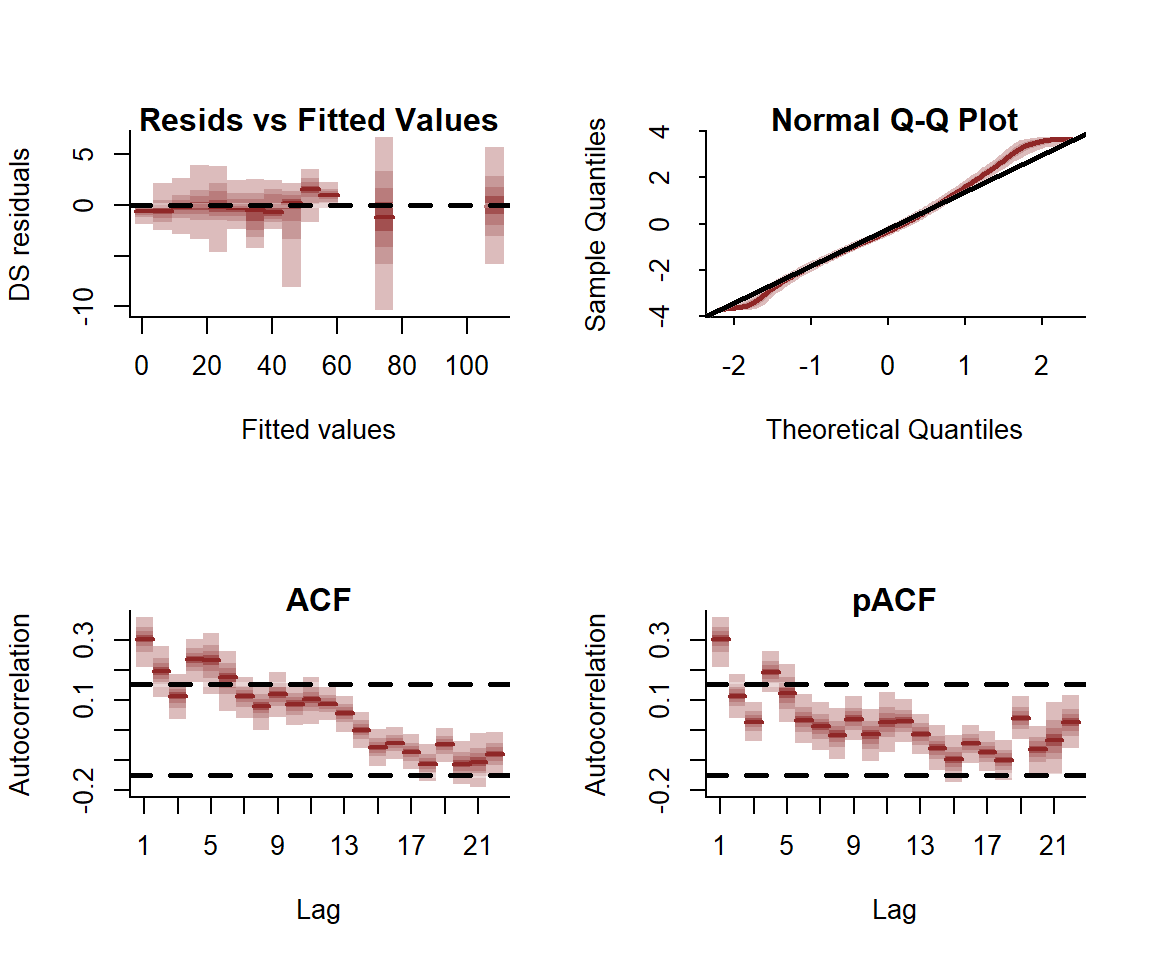 Resids vs Fitted Values
DS residuals
5
0
-10
0 20 40 60 80 100
Fitted values
Normal Q-Q Plot
Sample Quantiles
4
2
0
-2
-4
-2 -1 0 1 2
Theoretical Quantiles
ACF
Autocorrelation
0.3
0.1
-0.2
1 5 9 13 17 21
Lag
pACF
Autocorrelation
0.3
0.1
-0.2
1 5 9 13 17 21
Lag